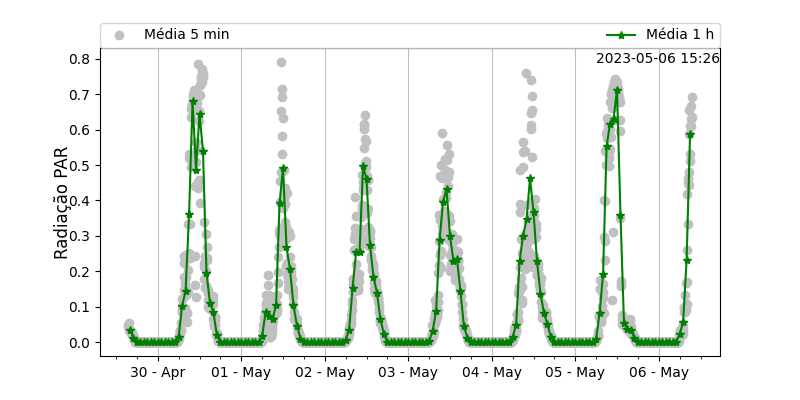 Média 5 min
Média 1 h
2023-05-06 15:26
Radiação PAR
0.8
0.7
0.6
0.5
0.4
0.3
0.2
0.1
0.0
30 - Apr
01 - May
02 - May
03 - May
04 - May
05 - May
06 - May